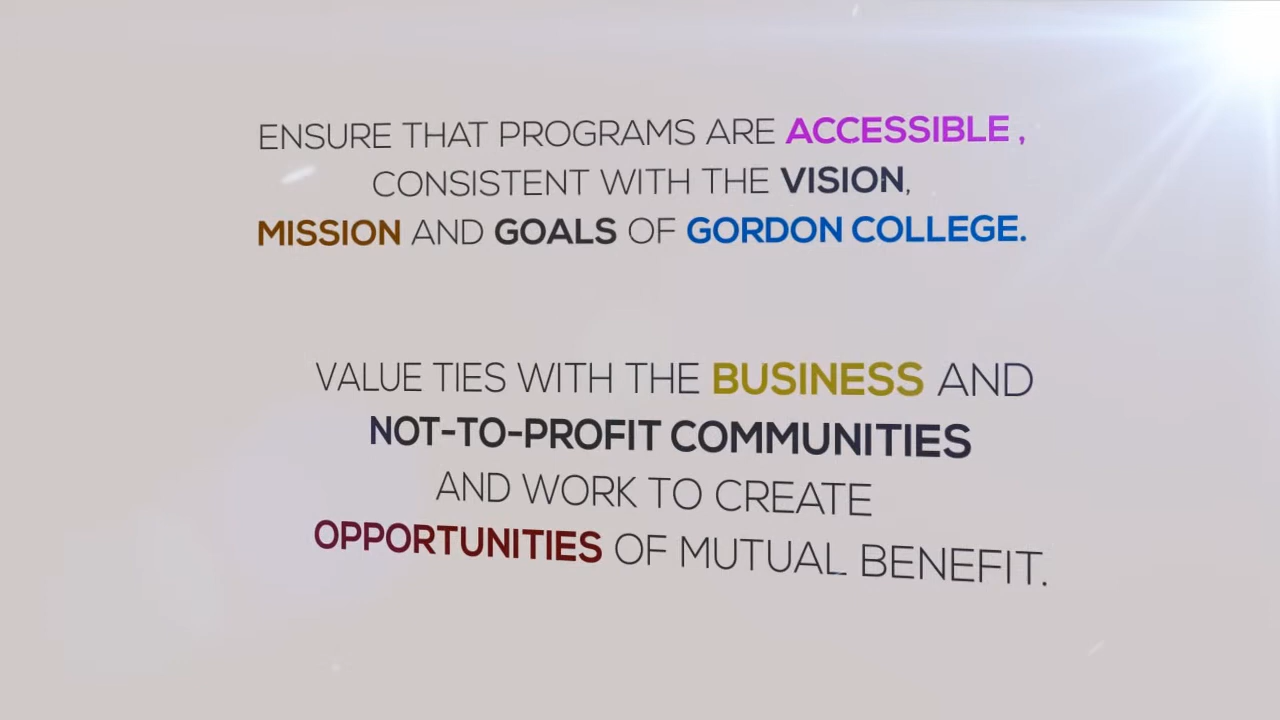 ENSURE THAT PROGRAMS ARE ACCESSIBLE ,
CONSISTENT WITH THE VISION,
MISSION AND GOALS OF GORDON COLLEGE.
VALUE TIES WITH THE BUSINESS AND
NOT-TO-PROFIT COMMUNITIES
AND WORK TO CREATE
OPPORTUNITIES OF MUTUAL BENEFIT.